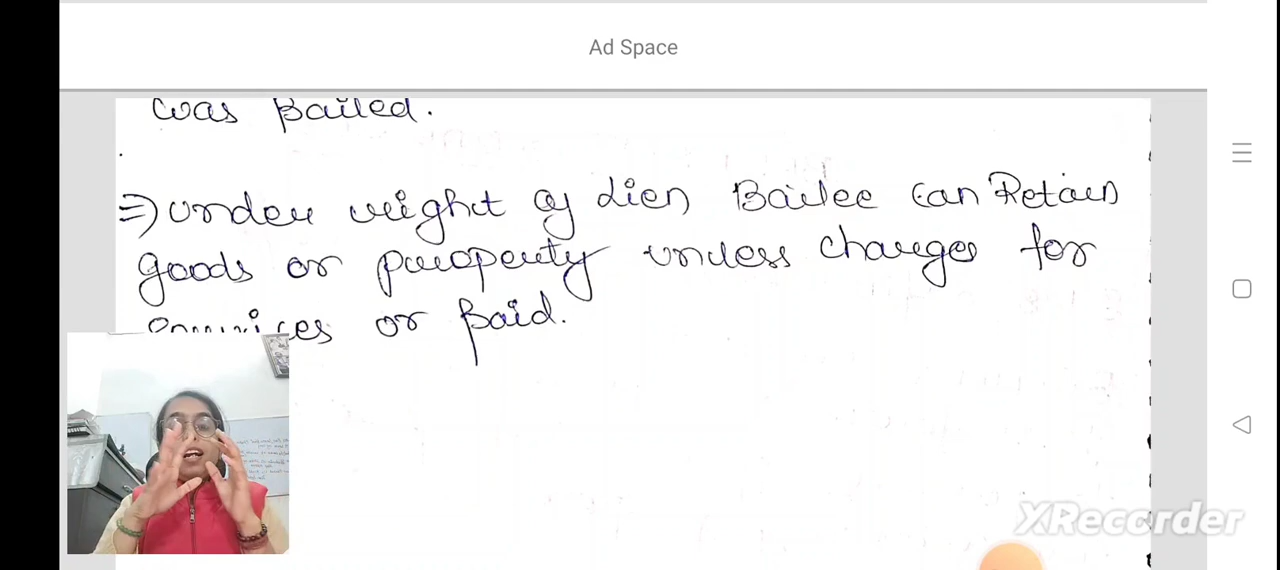 Ad Space
was Bailed.
⇒ Under right of Lien Bailee can Retain
goods or property unless charges for
services or paid.
XRecorder